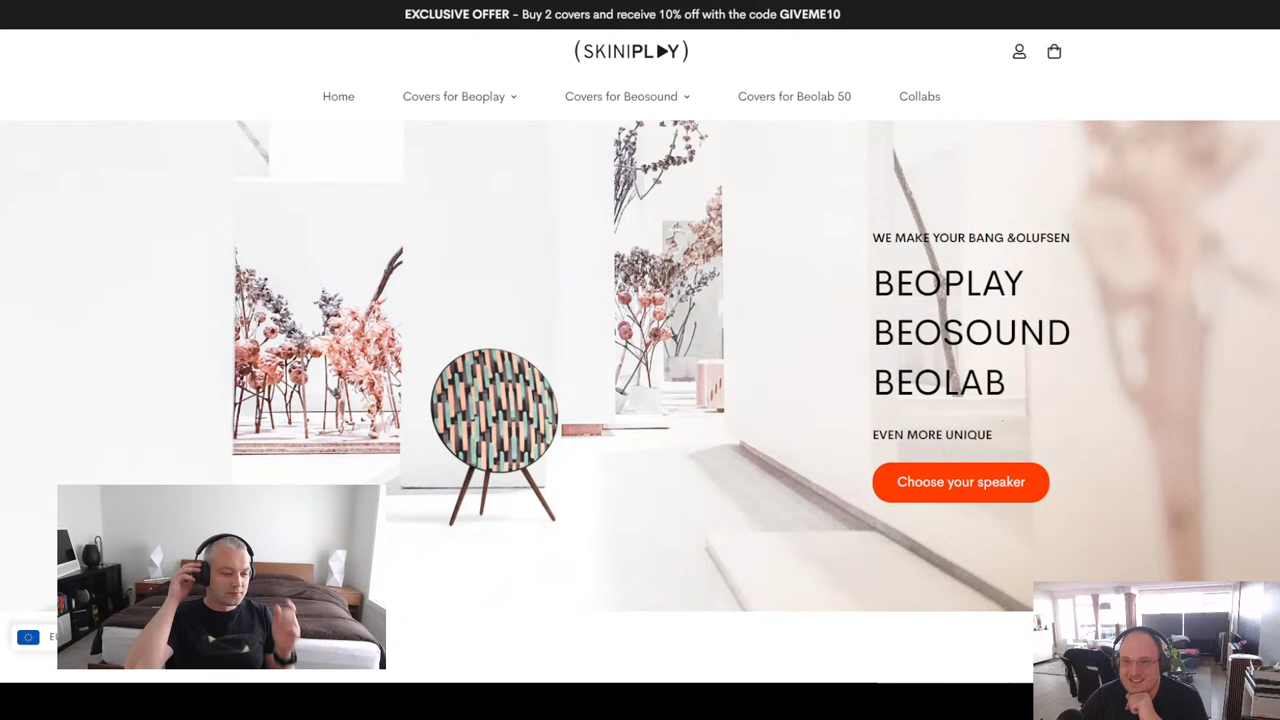 EXCLUSIVE OFFER - Buy 2 covers and receive 10% off with the code GIVEME10
(SKINIPLAY)
Home
Covers for Beoplay
Covers for Beosound
Covers for Beolab 50
Collabs
WE MAKE YOUR BANG &OLUFSEN
BEOPLAY
BEOSOUND
BEOLAB
EVEN MORE UNIQUE
Choose your speaker